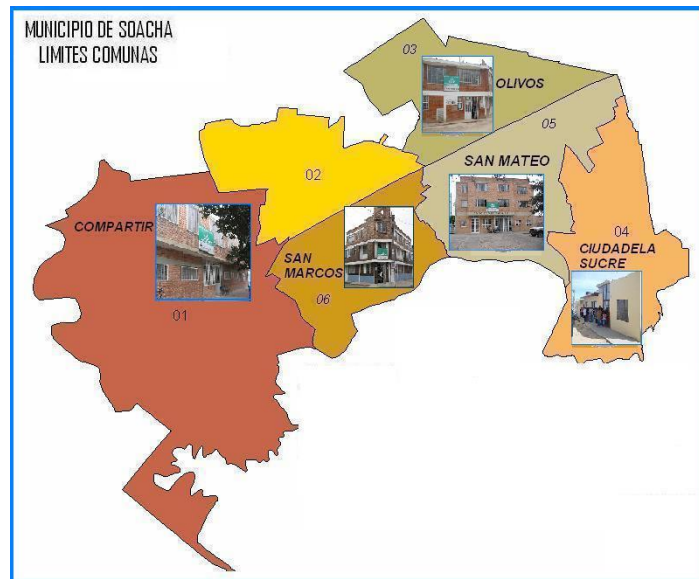 MUNICIPIO DE SOACHA
LIMITES COMUNAS
03
OLIVOS
05
SAN MATEO
02
COMPARTIR
04
CIUDADELA
SUCRE
SAN
MARCOS
06
01